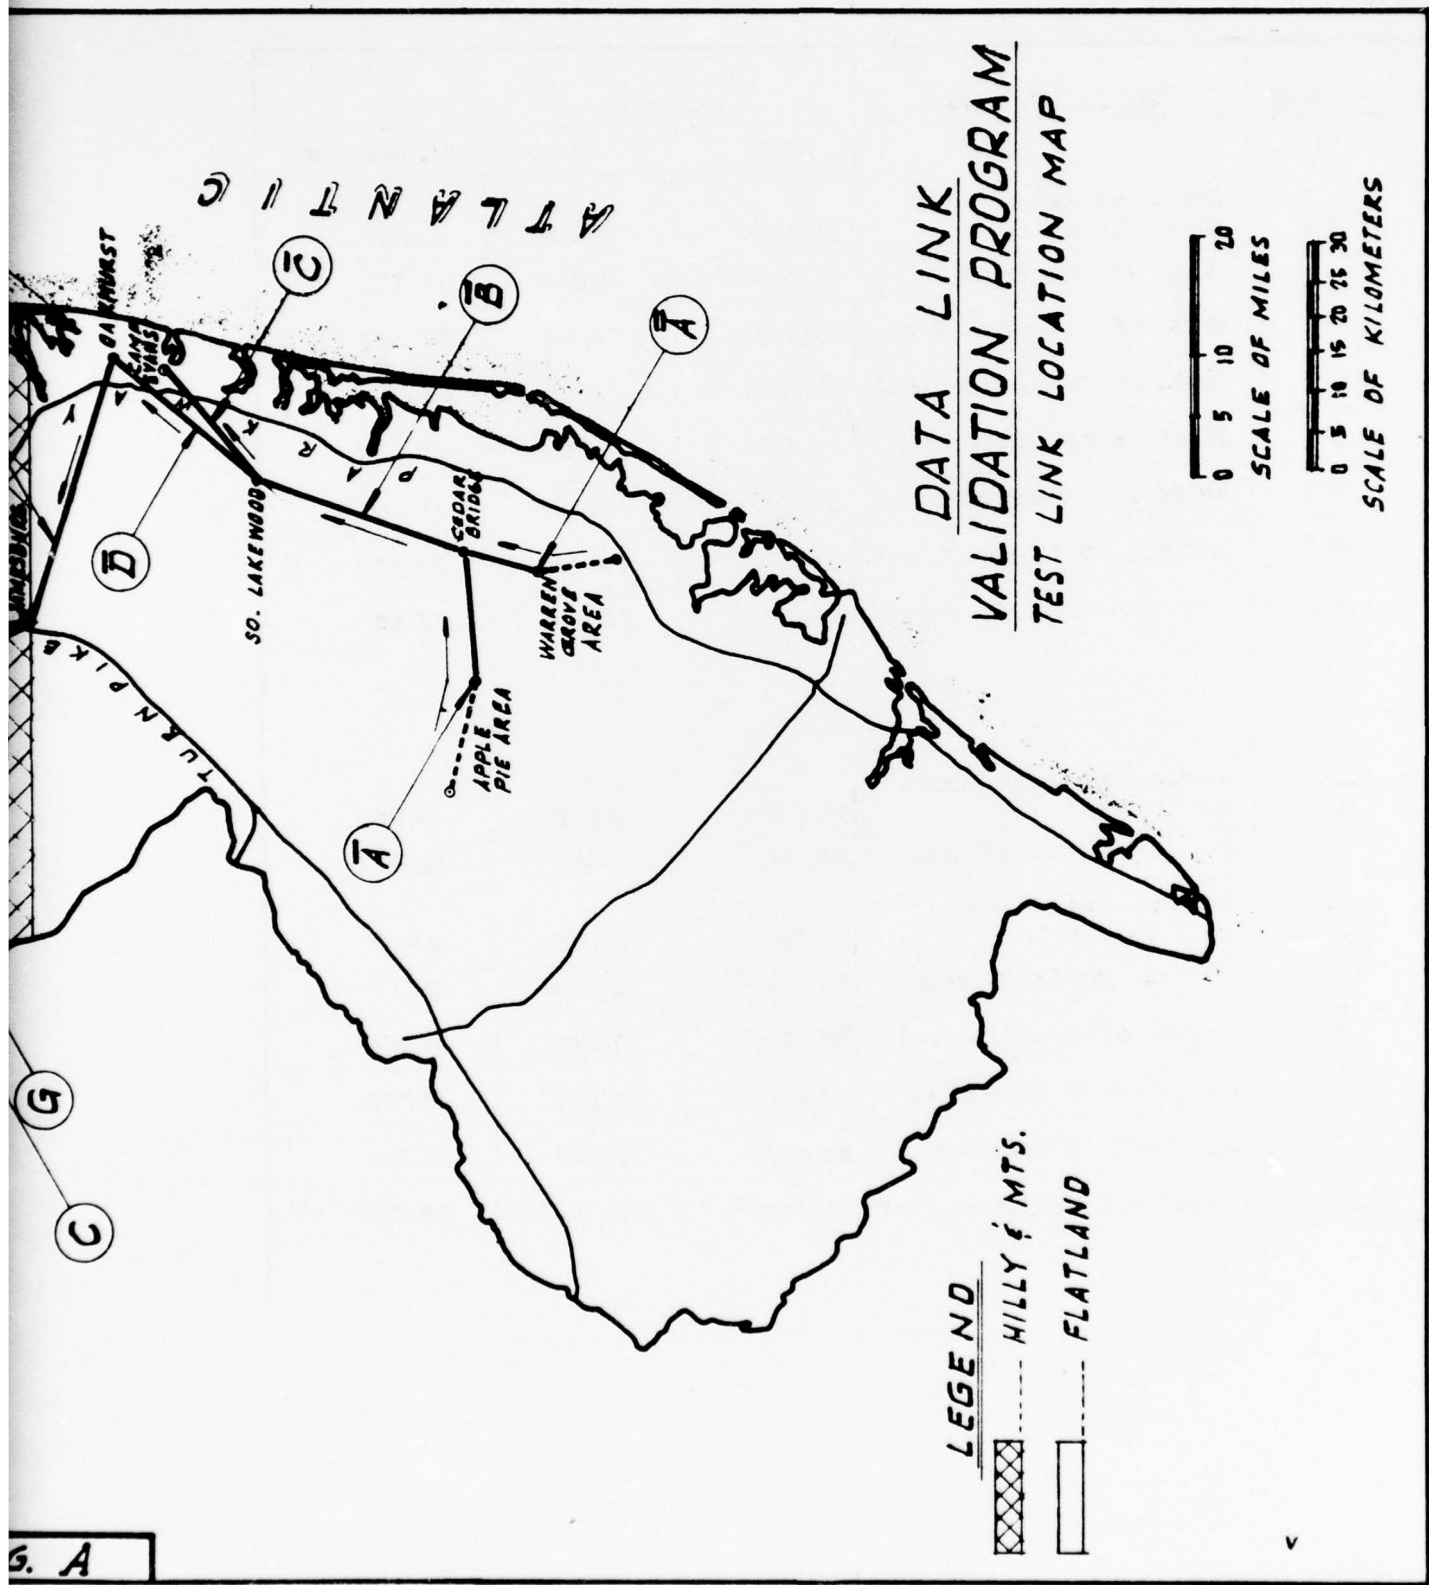 DATA LINK
VALIDATION PROGRAM
TEST LINK LOCATION MAP
0 5 10 20
SCALE OF MILES
0 5 10 15 20 25 30
SCALE OF KILOMETERS
ATLANTIC
OAKHURST
EVANS
C
B
A
D
SO. LAKEWOOD
CEDAR
BRIDGE
WARREN
GROVE
AREA
APPLE
PIE AREA
A
PARKWAY
TURNPIKE
G
C
LEGEND
HILLY & MTS.
FLATLAND
G. A
V